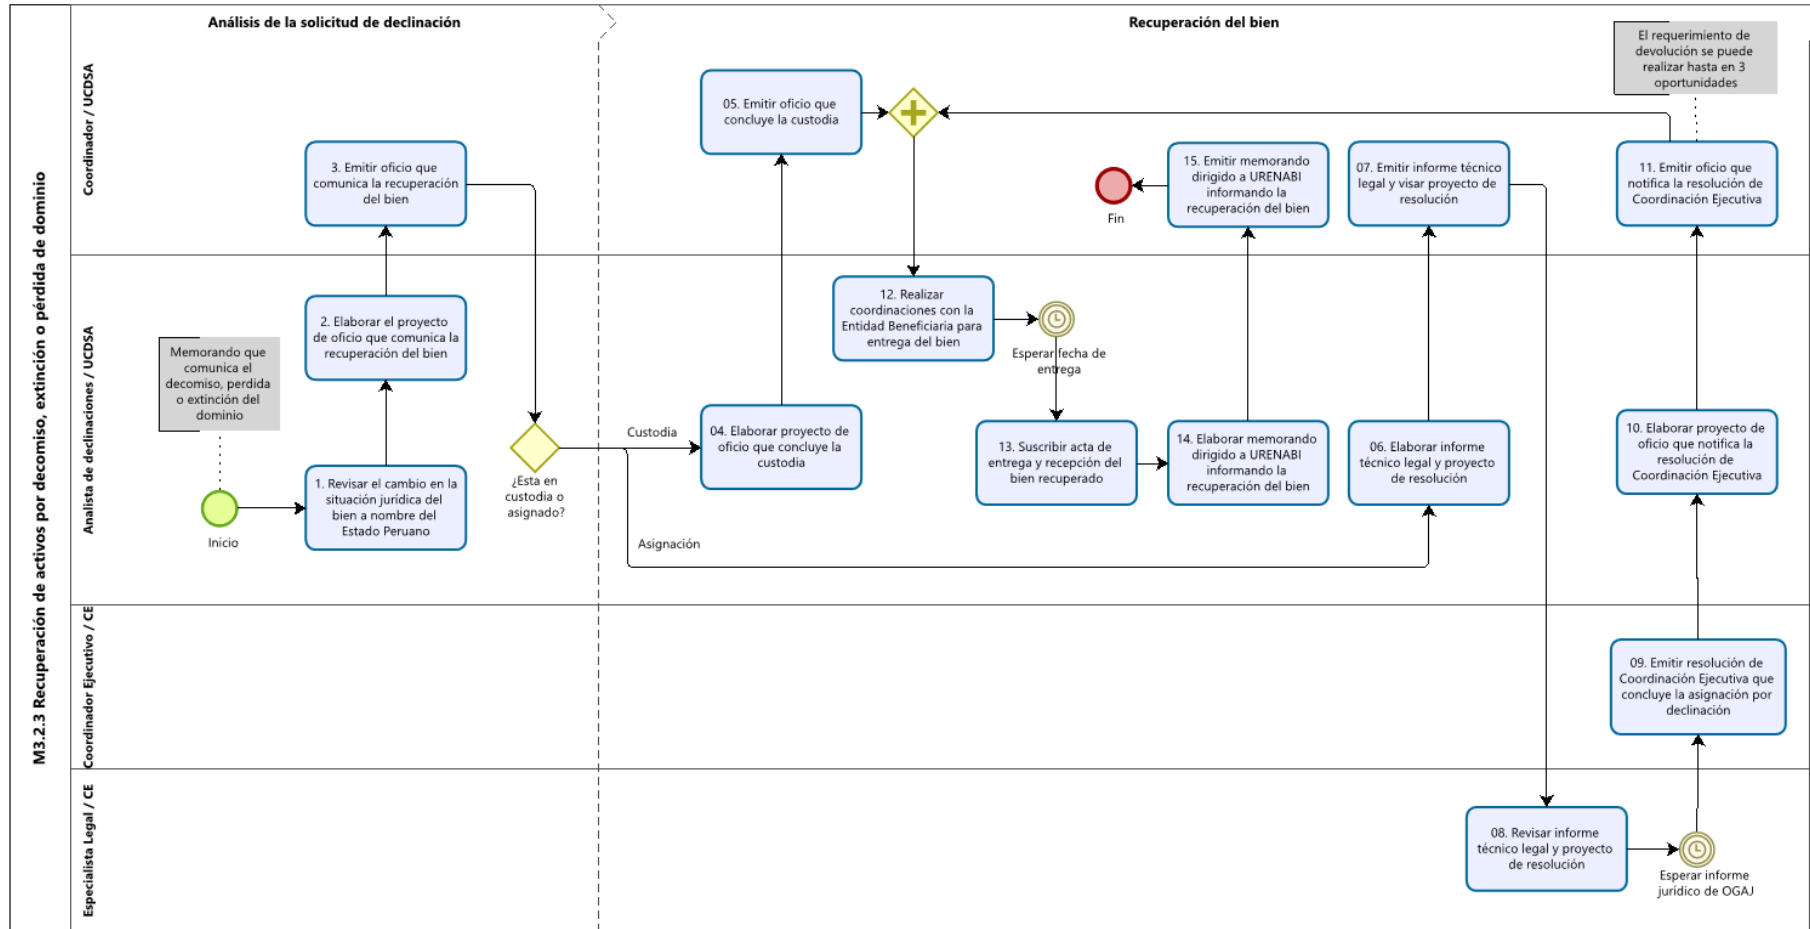 M3.2.3 Recuperación de activos por decomiso, extinción o pérdida de dominio
Análisis de la solicitud de declinación
Recuperación del bien
Coordinador / UCDSA
3. Emitir oficio que
comunica la recuperación
del bien
05. Emitir oficio que
concluye la custodia
Fin
15. Emitir memorando
dirigido a URENABI
informando la
recuperación del bien
07. Emitir informe técnico
legal y visar proyecto de
resolución
El requerimiento de
devolución se puede
realizar hasta en 3
oportunidades
11. Emitir oficio que
notifica la resolución de
Coordinación Ejecutiva
Analista de declinaciones / UCDSA
Memorando que
comunica el
decomiso, perdida
o extinción del
dominio
Inicio
1. Revisar el cambio en la
situación jurídica del
bien a nombre del
Estado Peruano
2. Elaborar el proyecto
de oficio que comunica la
recuperación del bien
¿Esta en
custodia o
asignado?
Custodia
Asignación
04. Elaborar proyecto de
oficio que concluye la
custodia
12. Realizar
coordinaciones con la
Entidad Beneficiaria para
entrega del bien
Esperar fecha de
entrega
13. Suscribir acta de
entrega y recepción del
bien recuperado
14. Elaborar memorando
dirigido a URENABI
informando la
recuperación del bien
06. Elaborar informe
técnico legal y proyecto
de resolución
10. Elaborar proyecto de
oficio que notifica la
resolución de
Coordinación Ejecutiva
Coordinador Ejecutivo / CE
09. Emitir resolución de
Coordinación Ejecutiva que
concluye la asignación por
declinación
Especialista Legal / CE
08. Revisar informe
técnico legal y proyecto
de resolución
Esperar informe
jurídico de OGAJ